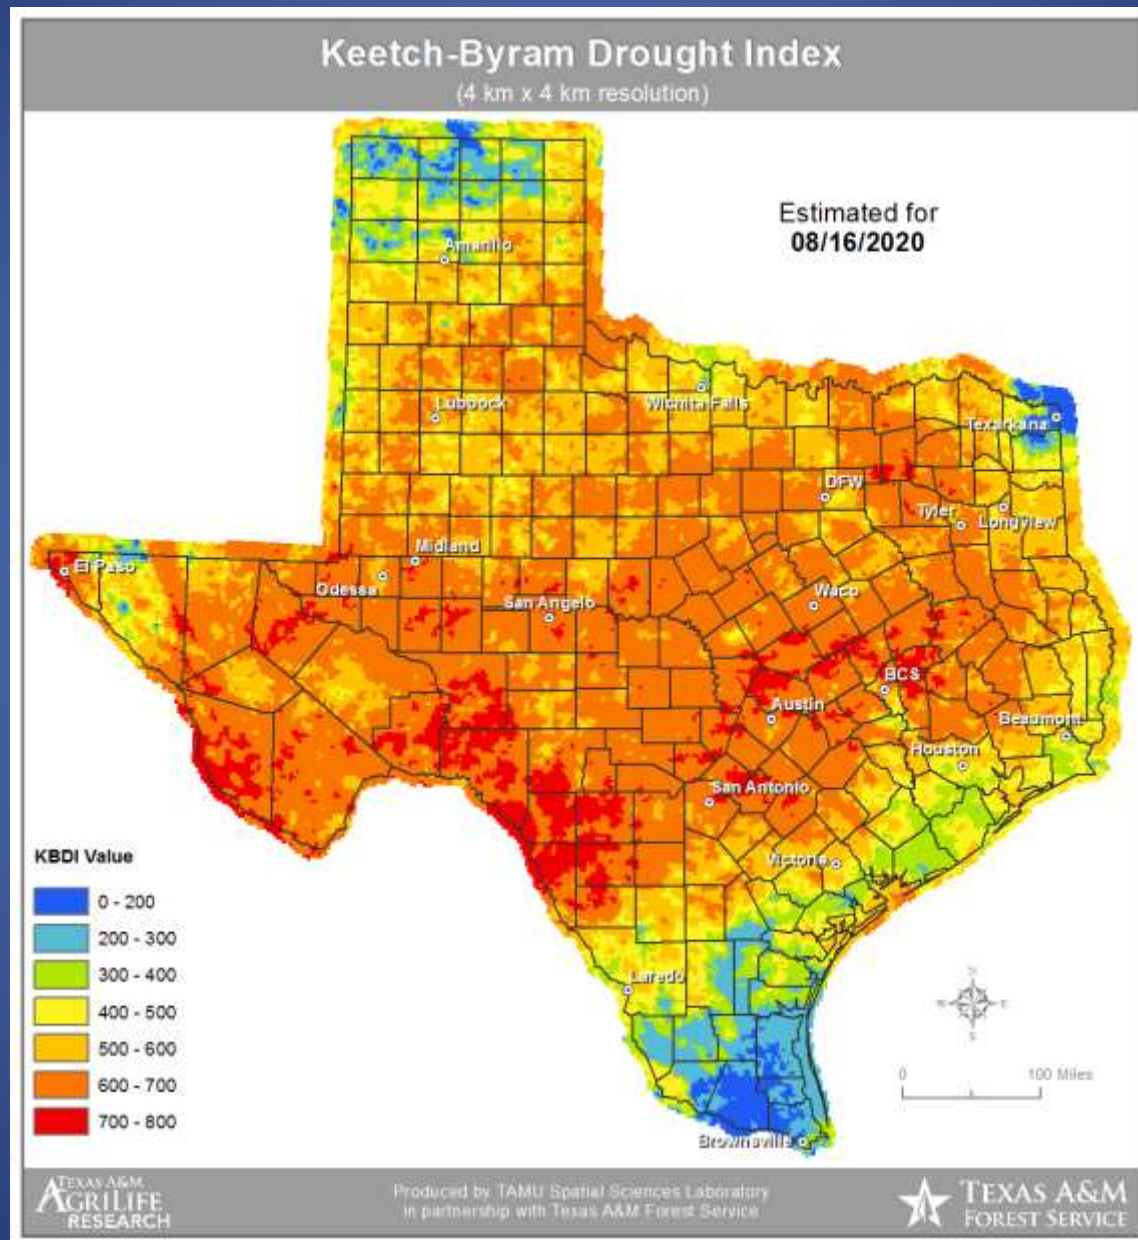 Keetch-Byram Drought Index
(4 km x 4 km resolution)
Estimated for
08/16/2020
Amarillo
Lubbock
Wichita Falls
Texarkana
DFW
Tyler
Longview
El Paso
Midland
Odessa
San Angelo
Waco
BCS
Austin
Beaumont
Houston
San Antonio
Victoria
Laredo
Brownsville
KBDI Value
0 - 200
200 - 300
300 - 400
400 - 500
500 - 600
600 - 700
700 - 800
N
W
E
S
0
100 Miles
TEXAS A&M
AGRILIFE
RESEARCH
Produced by TAMU Spatial Sciences Laboratory
in partnership with Texas A&M Forest Service
TEXAS A&M
FOREST SERVICE